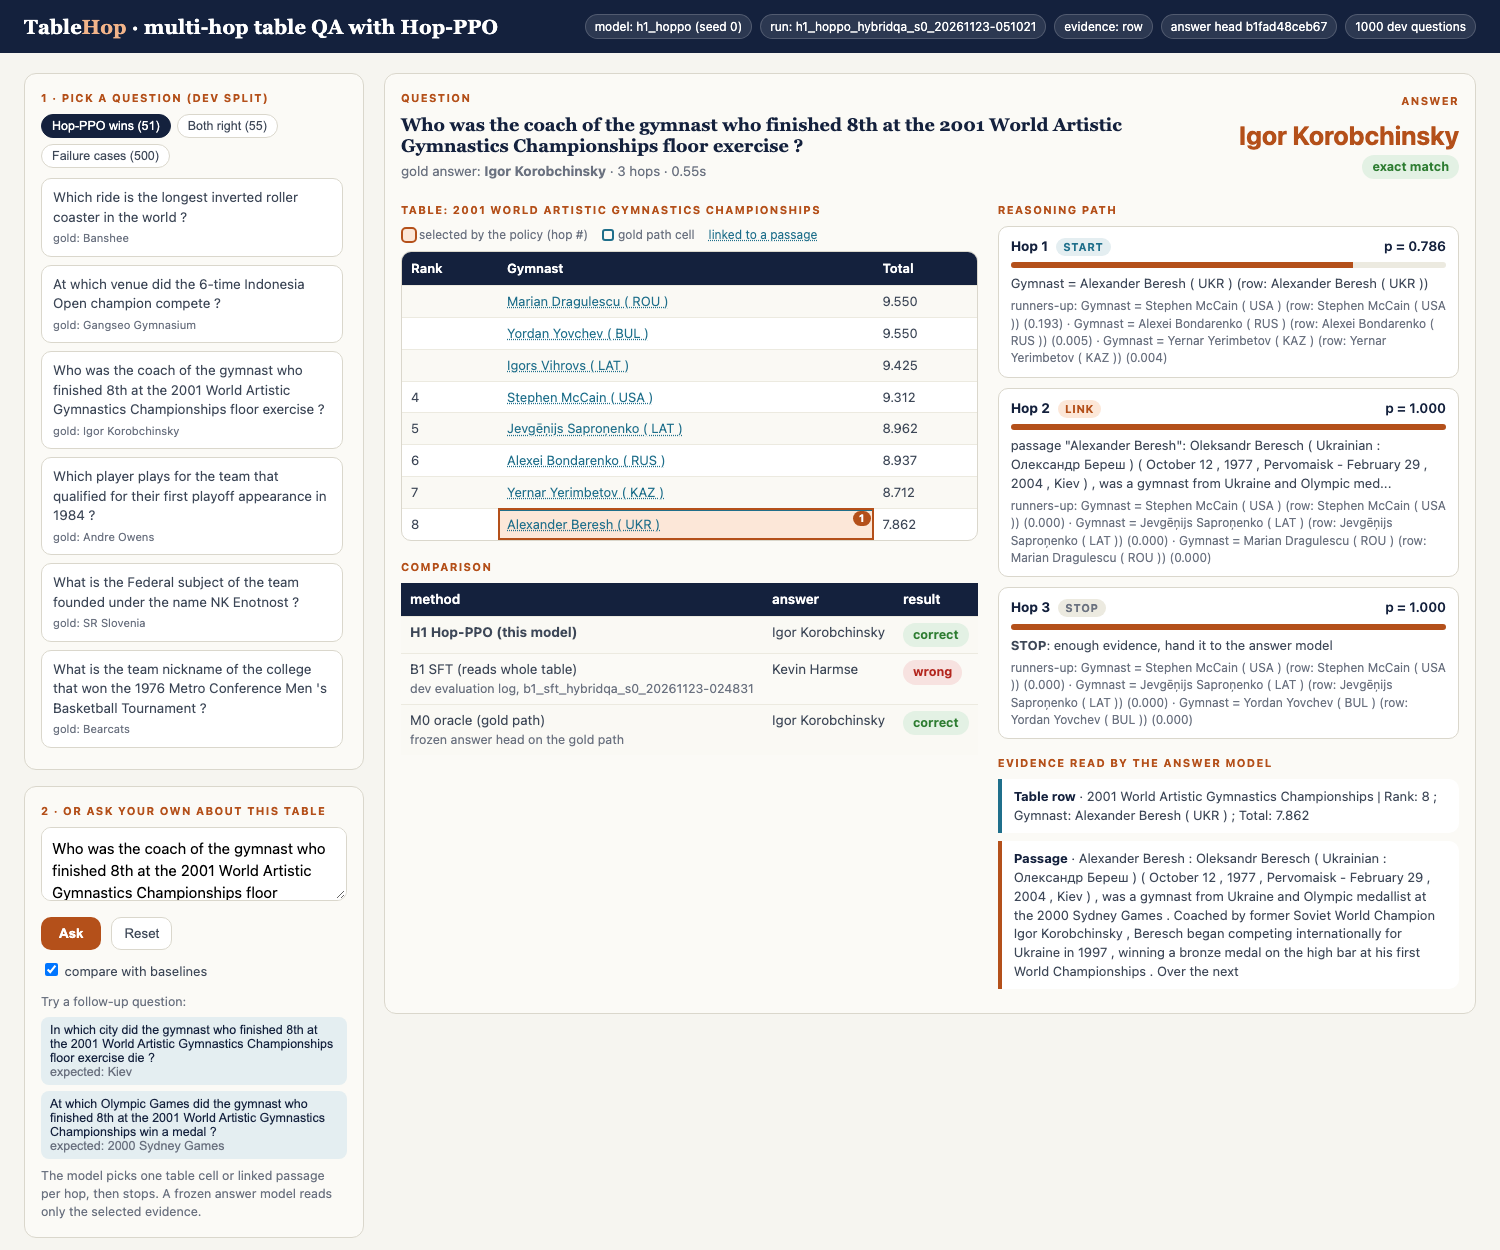 TableHop · multi-hop table QA with Hop-PPO
model: h1_hoppo (seed 0)
run: h1_hoppo_hybridqa_s0_20261123-051021
evidence: row
answer head b1fad48ceb67
1000 dev questions
1 · PICK A QUESTION (DEV SPLIT)
Hop-PPO wins (51)
Both right (55)
Failure cases (500)
Which ride is the longest inverted roller
coaster in the world ?
gold: Banshee
At which venue did the 6-time Indonesia
Open champion compete ?
gold: Gangseo Gymnasium
Who was the coach of the gymnast who
finished 8th at the 2001 World Artistic
Gymnastics Championships floor exercise ?
gold: Igor Korobchinsky
Which player plays for the team that
qualified for their first playoff appearance in
1984 ?
gold: Andre Owens
What is the Federal subject of the team
founded under the name NK Enotnost ?
gold: SR Slovenia
What is the team nickname of the college
that won the 1976 Metro Conference Men 's
Basketball Tournament ?
gold: Bearcats
2 · OR ASK YOUR OWN ABOUT THIS TABLE
Who was the coach of the gymnast who
finished 8th at the 2001 World Artistic
Gymnastics Championships floor
Ask
Reset
compare with baselines
Try a follow-up question:
In which city did the gymnast who finished 8th at
the 2001 World Artistic Gymnastics Championships
floor exercise die ?
expected: Kiev
At which Olympic Games did the gymnast who
finished 8th at the 2001 World Artistic Gymnastics
Championships win a medal ?
expected: 2000 Sydney Games
The model picks one table cell or linked passage
per hop, then stops. A frozen answer model reads
only the selected evidence.
QUESTION
Who was the coach of the gymnast who finished 8th at the 2001 World Artistic
Gymnastics Championships floor exercise ?
gold answer: Igor Korobchinsky · 3 hops · 0.55s
ANSWER
Igor Korobchinsky
exact match
TABLE: 2001 WORLD ARTISTIC GYMNASTICS CHAMPIONSHIPS
selected by the policy (hop #)
gold path cell
linked to a passage
Rank Gymnast Total
Marian Dragulescu ( ROU ) 9.550
Yordan Yovchev ( BUL ) 9.550
Igors Vihrovs ( LAT ) 9.425
4 Stephen McCain ( USA ) 9.312
5 Jevgēņijs Saproņenko ( LAT ) 8.962
6 Alexei Bondarenko ( RUS ) 8.937
7 Yernar Yerimbetov ( KAZ ) 8.712
8 Alexander Beresh ( UKR ) 1 7.862
COMPARISON
method answer result
H1 Hop-PPO (this model) Igor Korobchinsky correct
B1 SFT (reads whole table) Kevin Harmse wrong
dev evaluation log, b1_sft_hybridqa_s0_20261123-024831
M0 oracle (gold path) Igor Korobchinsky correct
frozen answer head on the gold path
REASONING PATH
Hop 1 START p = 0.786
Gymnast = Alexander Beresh ( UKR ) (row: Alexander Beresh ( UKR ))
runners-up: Gymnast = Stephen McCain ( USA ) (row: Stephen McCain ( USA
)) (0.193) · Gymnast = Alexei Bondarenko ( RUS ) (row: Alexei Bondarenko (
RUS )) (0.005) · Gymnast = Yernar Yerimbetov ( KAZ ) (row: Yernar
Yerimbetov ( KAZ )) (0.004)
Hop 2 LINK p = 1.000
passage "Alexander Beresh": Oleksandr Beresch ( Ukrainian :
Олександр Береш ) ( October 12 , 1977 , Pervomaisk - February 29 ,
2004 , Kiev ) , was a gymnast from Ukraine and Olympic med...
runners-up: Gymnast = Stephen McCain ( USA ) (row: Stephen McCain ( USA
)) (0.000) · Gymnast = Jevgēņijs Saproņenko ( LAT ) (row: Jevgēņijs
Saproņenko ( LAT )) (0.000) · Gymnast = Marian Dragulescu ( ROU ) (row:
Marian Dragulescu ( ROU )) (0.000)
Hop 3 STOP p = 1.000
STOP: enough evidence, hand it to the answer model
runners-up: Gymnast = Stephen McCain ( USA ) (row: Stephen McCain ( USA
)) (0.000) · Gymnast = Jevgēņijs Saproņenko ( LAT ) (row: Jevgēņijs
Saproņenko ( LAT )) (0.000) · Gymnast = Yordan Yovchev ( BUL ) (row:
Yordan Yovchev ( BUL )) (0.000)
EVIDENCE READ BY THE ANSWER MODEL
Table row · 2001 World Artistic Gymnastics Championships | Rank: 8 ;
Gymnast: Alexander Beresh ( UKR ) ; Total: 7.862
Passage · Alexander Beresh : Oleksandr Beresch ( Ukrainian :
Олександр Береш ) ( October 12 , 1977 , Pervomaisk - February 29 ,
2004 , Kiev ) , was a gymnast from Ukraine and Olympic medallist at
the 2000 Sydney Games . Coached by former Soviet World Champion
Igor Korobchinsky , Beresch began competing internationally for
Ukraine in 1997 , winning a bronze medal on the high bar at his first
World Championships . Over the next